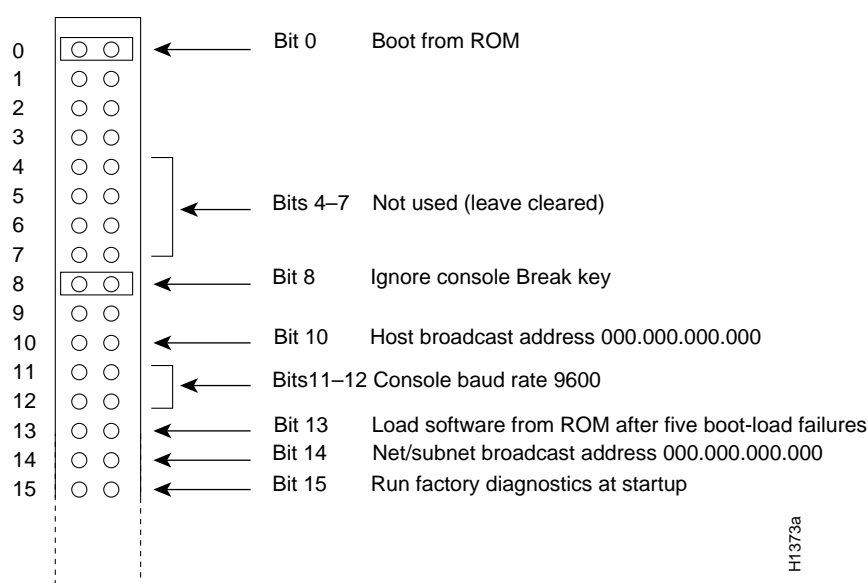 0 Bit 0 Boot from ROM
1
2
3
4
5
Bits 4–7 Not used (leave cleared)
6
7
8 Bit 8 Ignore console Break key
9
10 Bit 10 Host broadcast address 000.000.000.000
11
Bits11–12 Console baud rate 9600
12
13 Bit 13 Load software from ROM after five boot-load failures
14 Bit 14 Net/subnet broadcast address 000.000.000.000
15 Bit 15 Run factory diagnostics at startup
H1373a